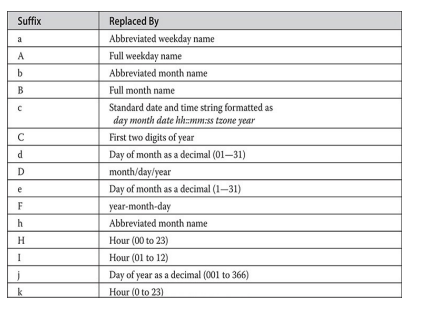 Suffix Replaced By
a Abbreviated weekday name
A Full weekday name
b Abbreviated month name
B Full month name
c Standard date and time string formatted as
day month date hh::mm:ss tzone year
C First two digits of year
d Day of month as a decimal (01—31)
D month/day/year
e Day of month as a decimal (1—31)
F year-month-day
h Abbreviated month name
H Hour (00 to 23)
I Hour (01 to 12)
j Day of year as a decimal (001 to 366)
k Hour (0 to 23)